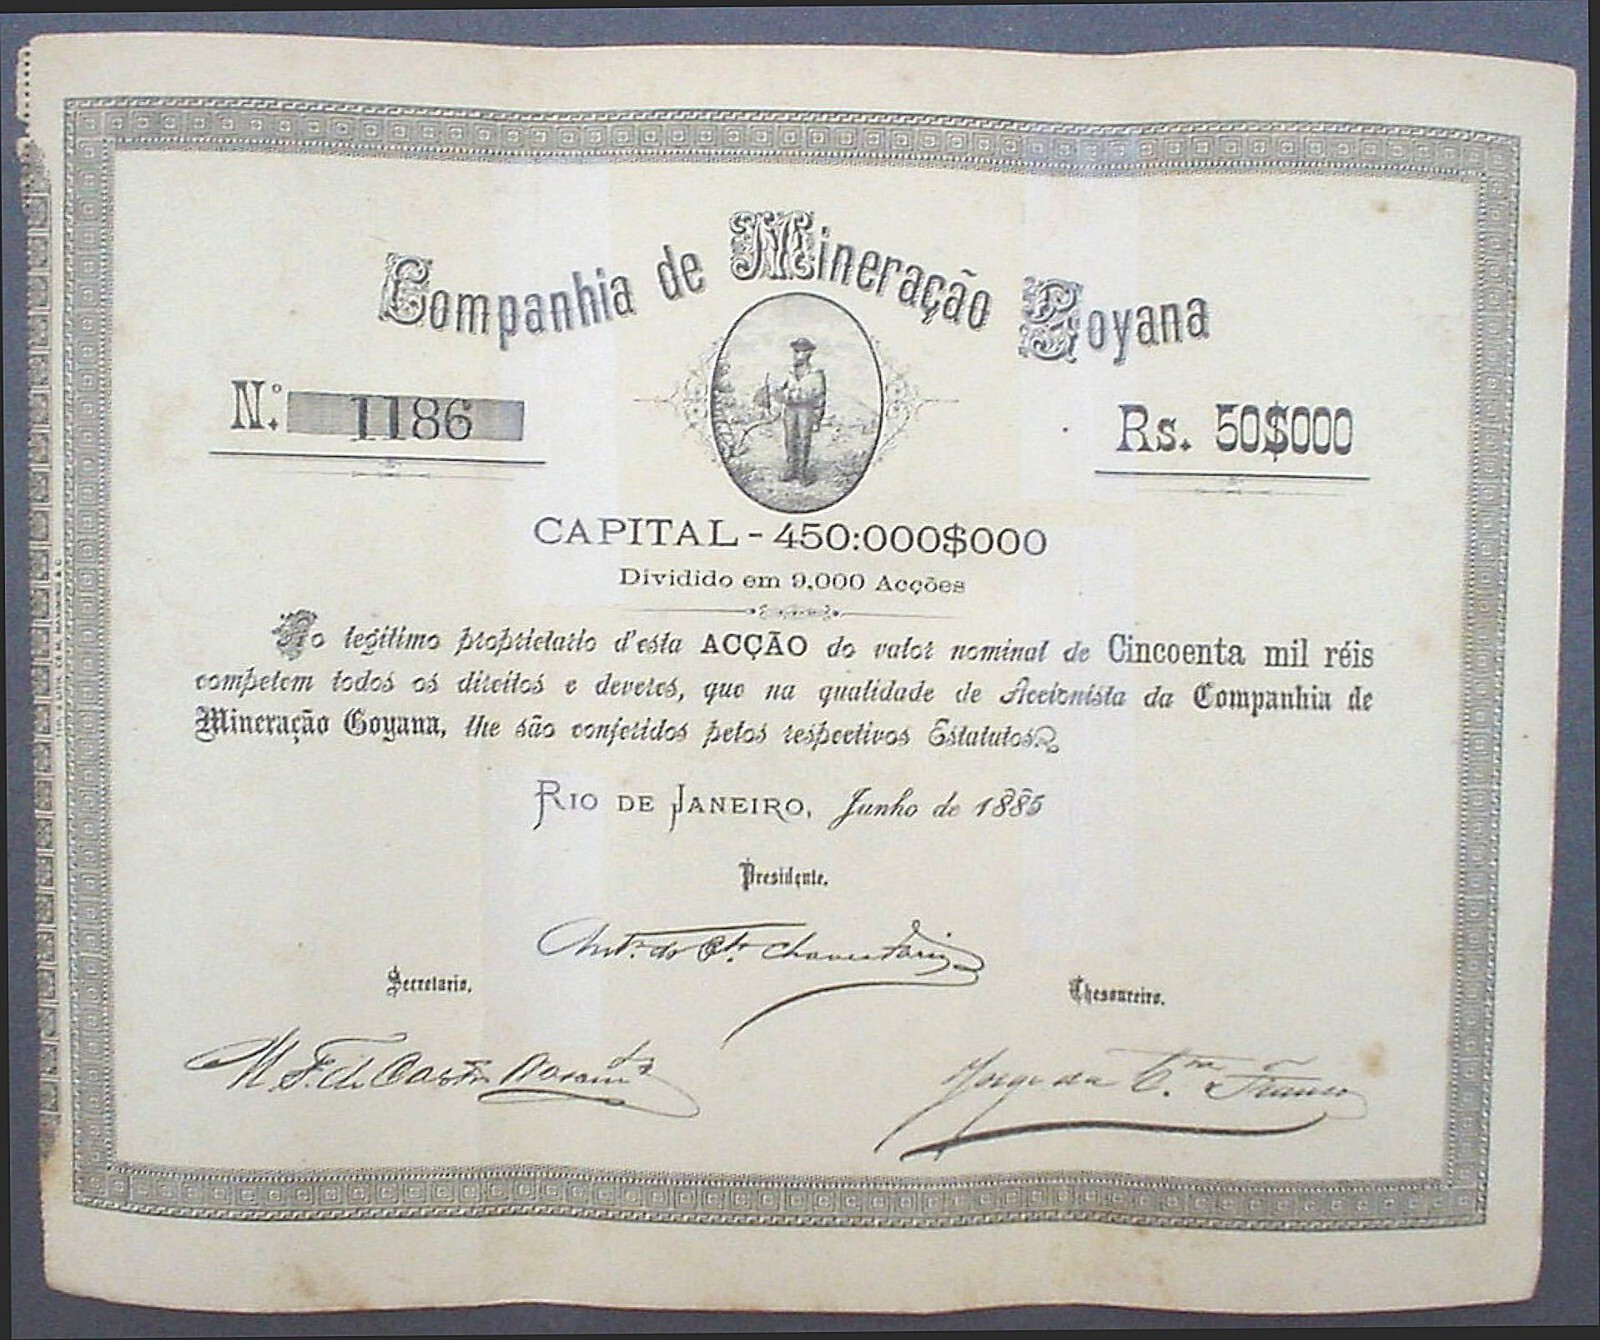 Companhia de Mineração Goyana
N.º 1186
Rs. 50$000
CAPITAL - 450:000$000
Dividido em 9,000 Acções
Ao legitimo proprietario d'esta ACÇÃO do valor nominal de Cincoenta mil réis
competem todos os direitos e deveres, que na qualidade de Accionista da Companhia de
Mineração Goyana, lhe são conferidos pelos respectivos Estatutos.
RIO DE JANEIRO, Junho de 1885
Presidente.
Secretario.
Thesoureiro.
M. F. de Castro